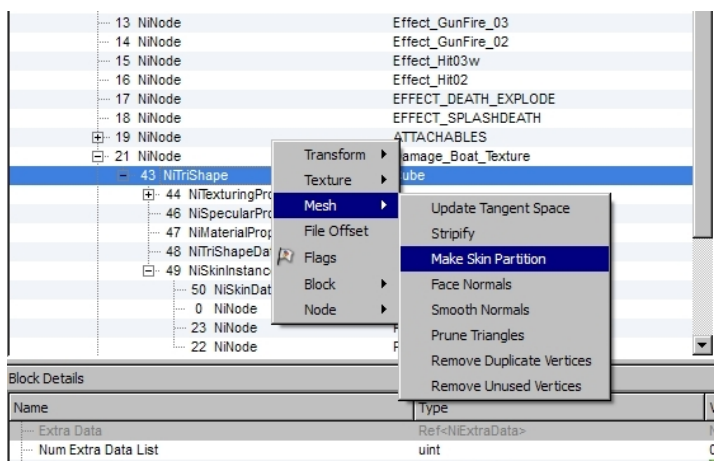 13 NiNode Effect_GunFire_03
14 NiNode Effect_GunFire_02
15 NiNode Effect_Hit03w
16 NiNode Effect_Hit02
17 NiNode EFFECT_DEATH_EXPLODE
18 NiNode EFFECT_SPLASHDEATH
19 NiNode ATTACHABLES
21 NiNode amage_Boat_Texture
43 NiTriShape ube
44 NiTexturingPro
46 NiSpecularPro
47 NiMaterialProp
48 NiTriShapeDa
49 NiSkinInstanc
50 NiSkinDat
0 NiNode
23 NiNode
22 NiNode
Transform
Texture
Mesh
File Offset
Flags
Block
Node
Update Tangent Space
Stripify
Make Skin Partition
Face Normals
Smooth Normals
Prune Triangles
Remove Duplicate Vertices
Remove Unused Vertices
Block Details
Name Type
Extra Data Ref<NiExtraData>
Num Extra Data List uint